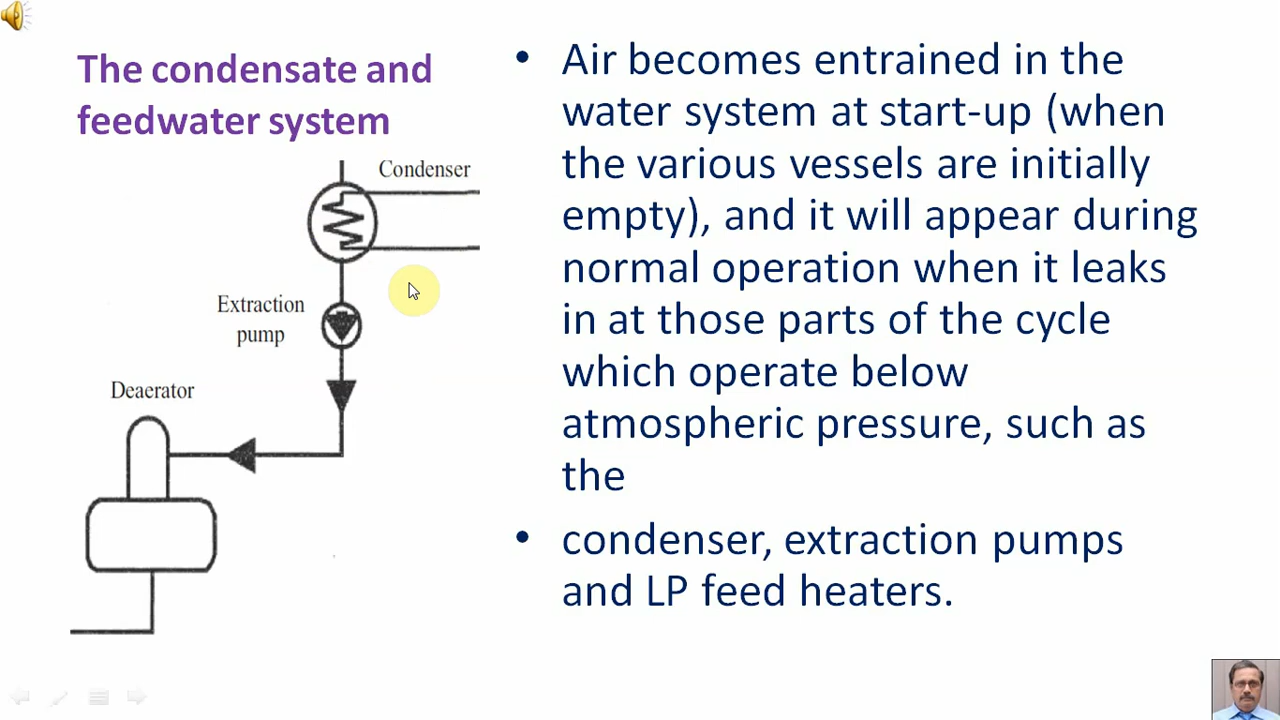 The condensate and
feedwater system
Condenser
Extraction
pump
Deaerator
• Air becomes entrained in the
water system at start-up (when
the various vessels are initially
empty), and it will appear during
normal operation when it leaks
in at those parts of the cycle
which operate below
atmospheric pressure, such as
the
• condenser, extraction pumps
and LP feed heaters.